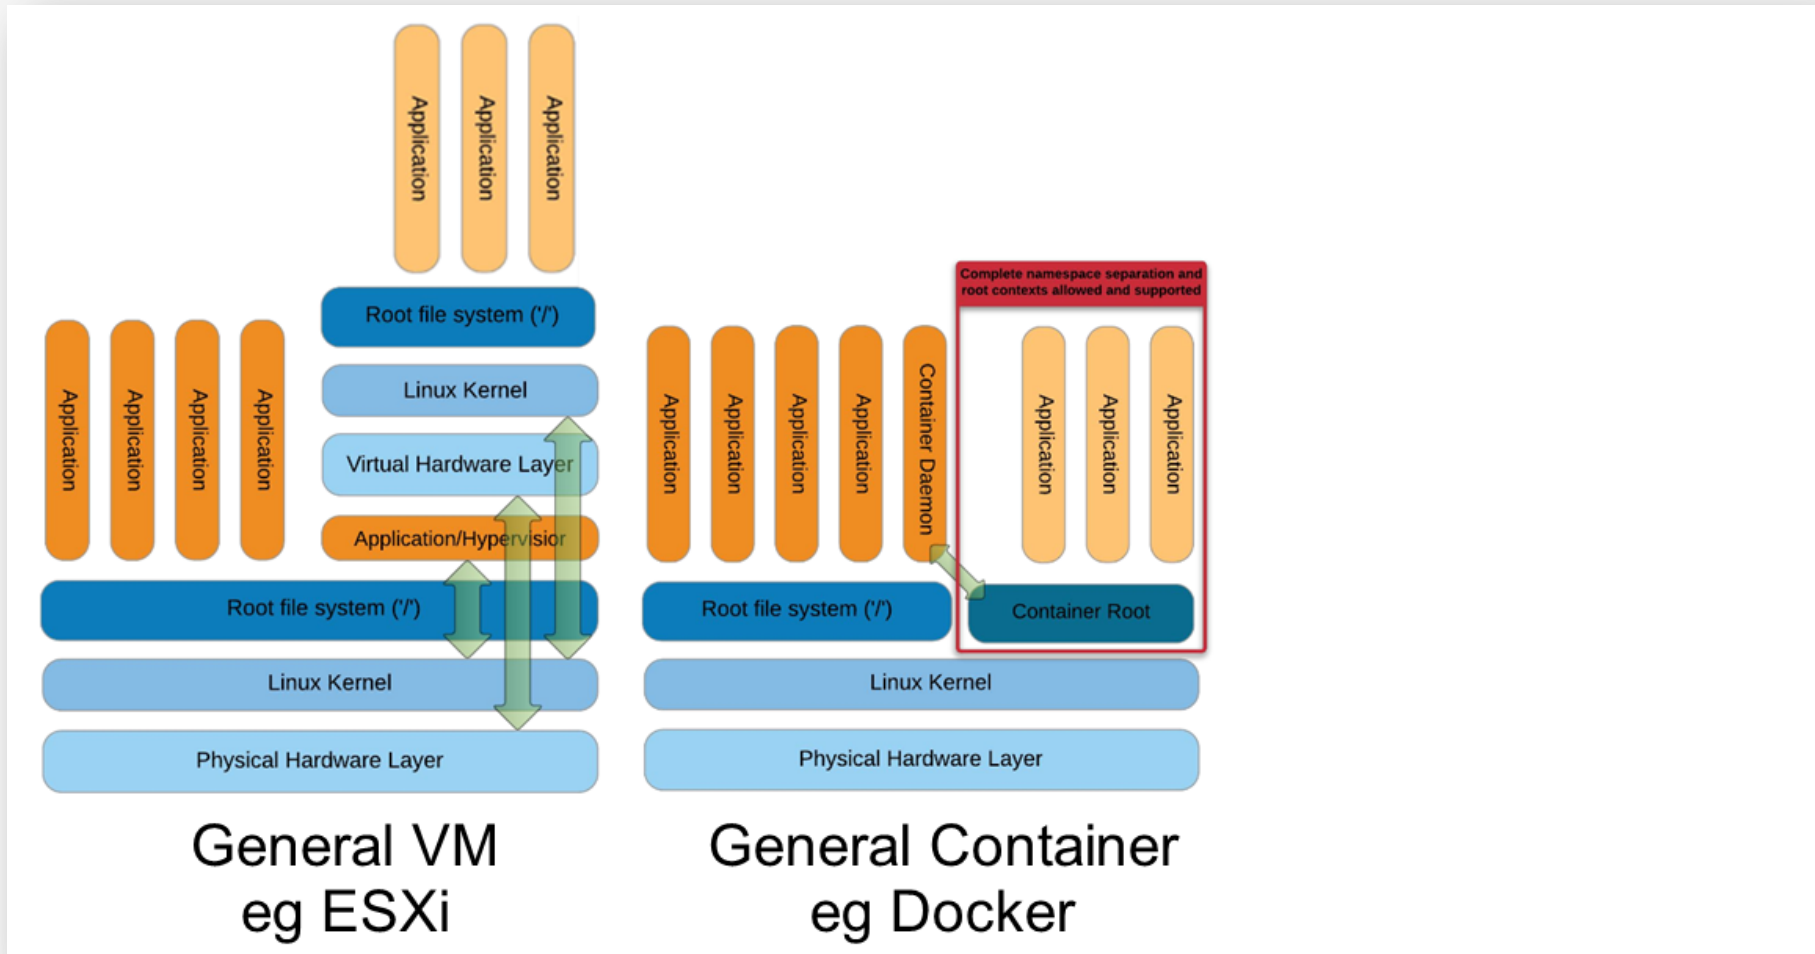 Application
Application
Application
Root file system ('/')
Linux Kernel
Virtual Hardware Layer
Application/Hypervisior
Application
Application
Application
Application
Root file system ('/')
Linux Kernel
Physical Hardware Layer
General VM
eg ESXi
Complete namespace separation and
root contexts allowed and supported
Application
Application
Application
Application
Container Daemon
Application
Application
Application
Root file system ('/')
Container Root
Linux Kernel
Physical Hardware Layer
General Container
eg Docker